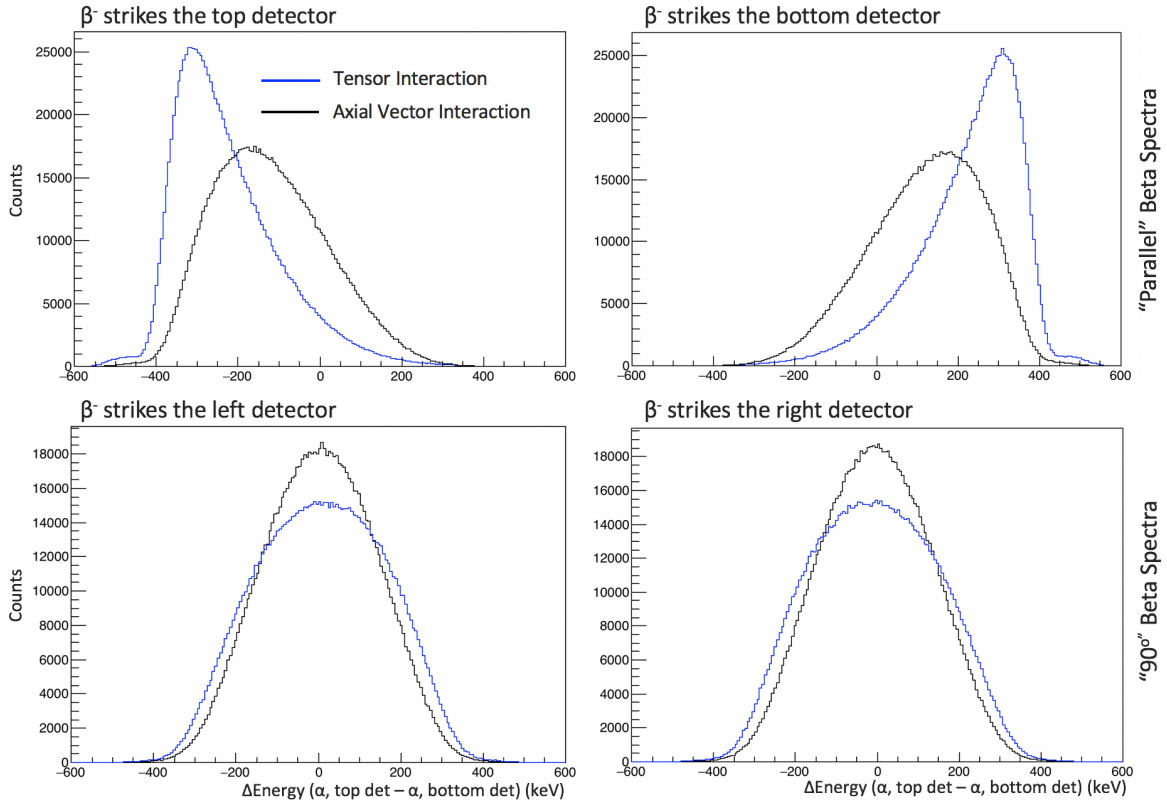 β- strikes the top detector
β- strikes the bottom detector
25000
20000
15000
10000
5000
0
Counts
Tensor Interaction
Axial Vector Interaction
−600 −400 −200 0 200 400 600
25000
20000
15000
10000
5000
0
−600 −400 −200 0 200 400 600
"Parallel" Beta Spectra
β- strikes the left detector
β- strikes the right detector
18000
16000
14000
12000
10000
8000
6000
4000
2000
0
Counts
−600 −400 −200 0 200 400 600
ΔEnergy (α, top det – α, bottom det) (keV)
18000
16000
14000
12000
10000
8000
6000
4000
2000
0
−600 −400 −200 0 200 400 600
ΔEnergy (α, top det – α, bottom det) (keV)
"90º" Beta Spectra